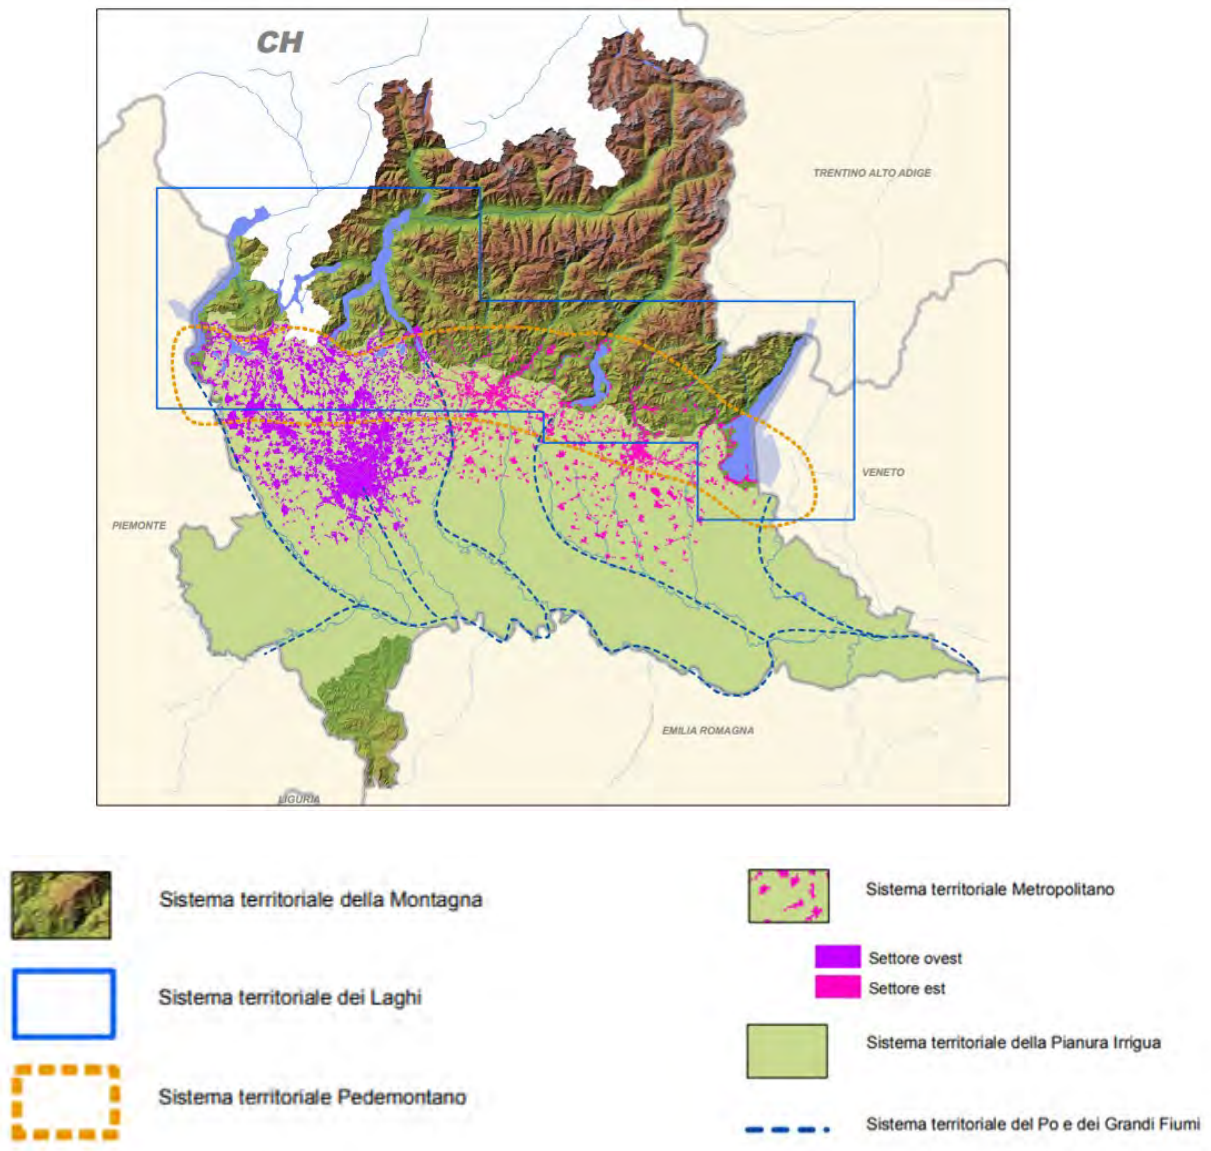 CH
TRENTINO ALTO ADIGE
VENETO
PIEMONTE
EMILIA ROMAGNA
LIGURIA
Sistema territoriale della Montagna
Sistema territoriale dei Laghi
Sistema territoriale Pedemontano
Sistema territoriale Metropolitano
Settore ovest
Settore est
Sistema territoriale della Pianura Irrigua
Sistema territoriale del Po e dei Grandi Fiumi